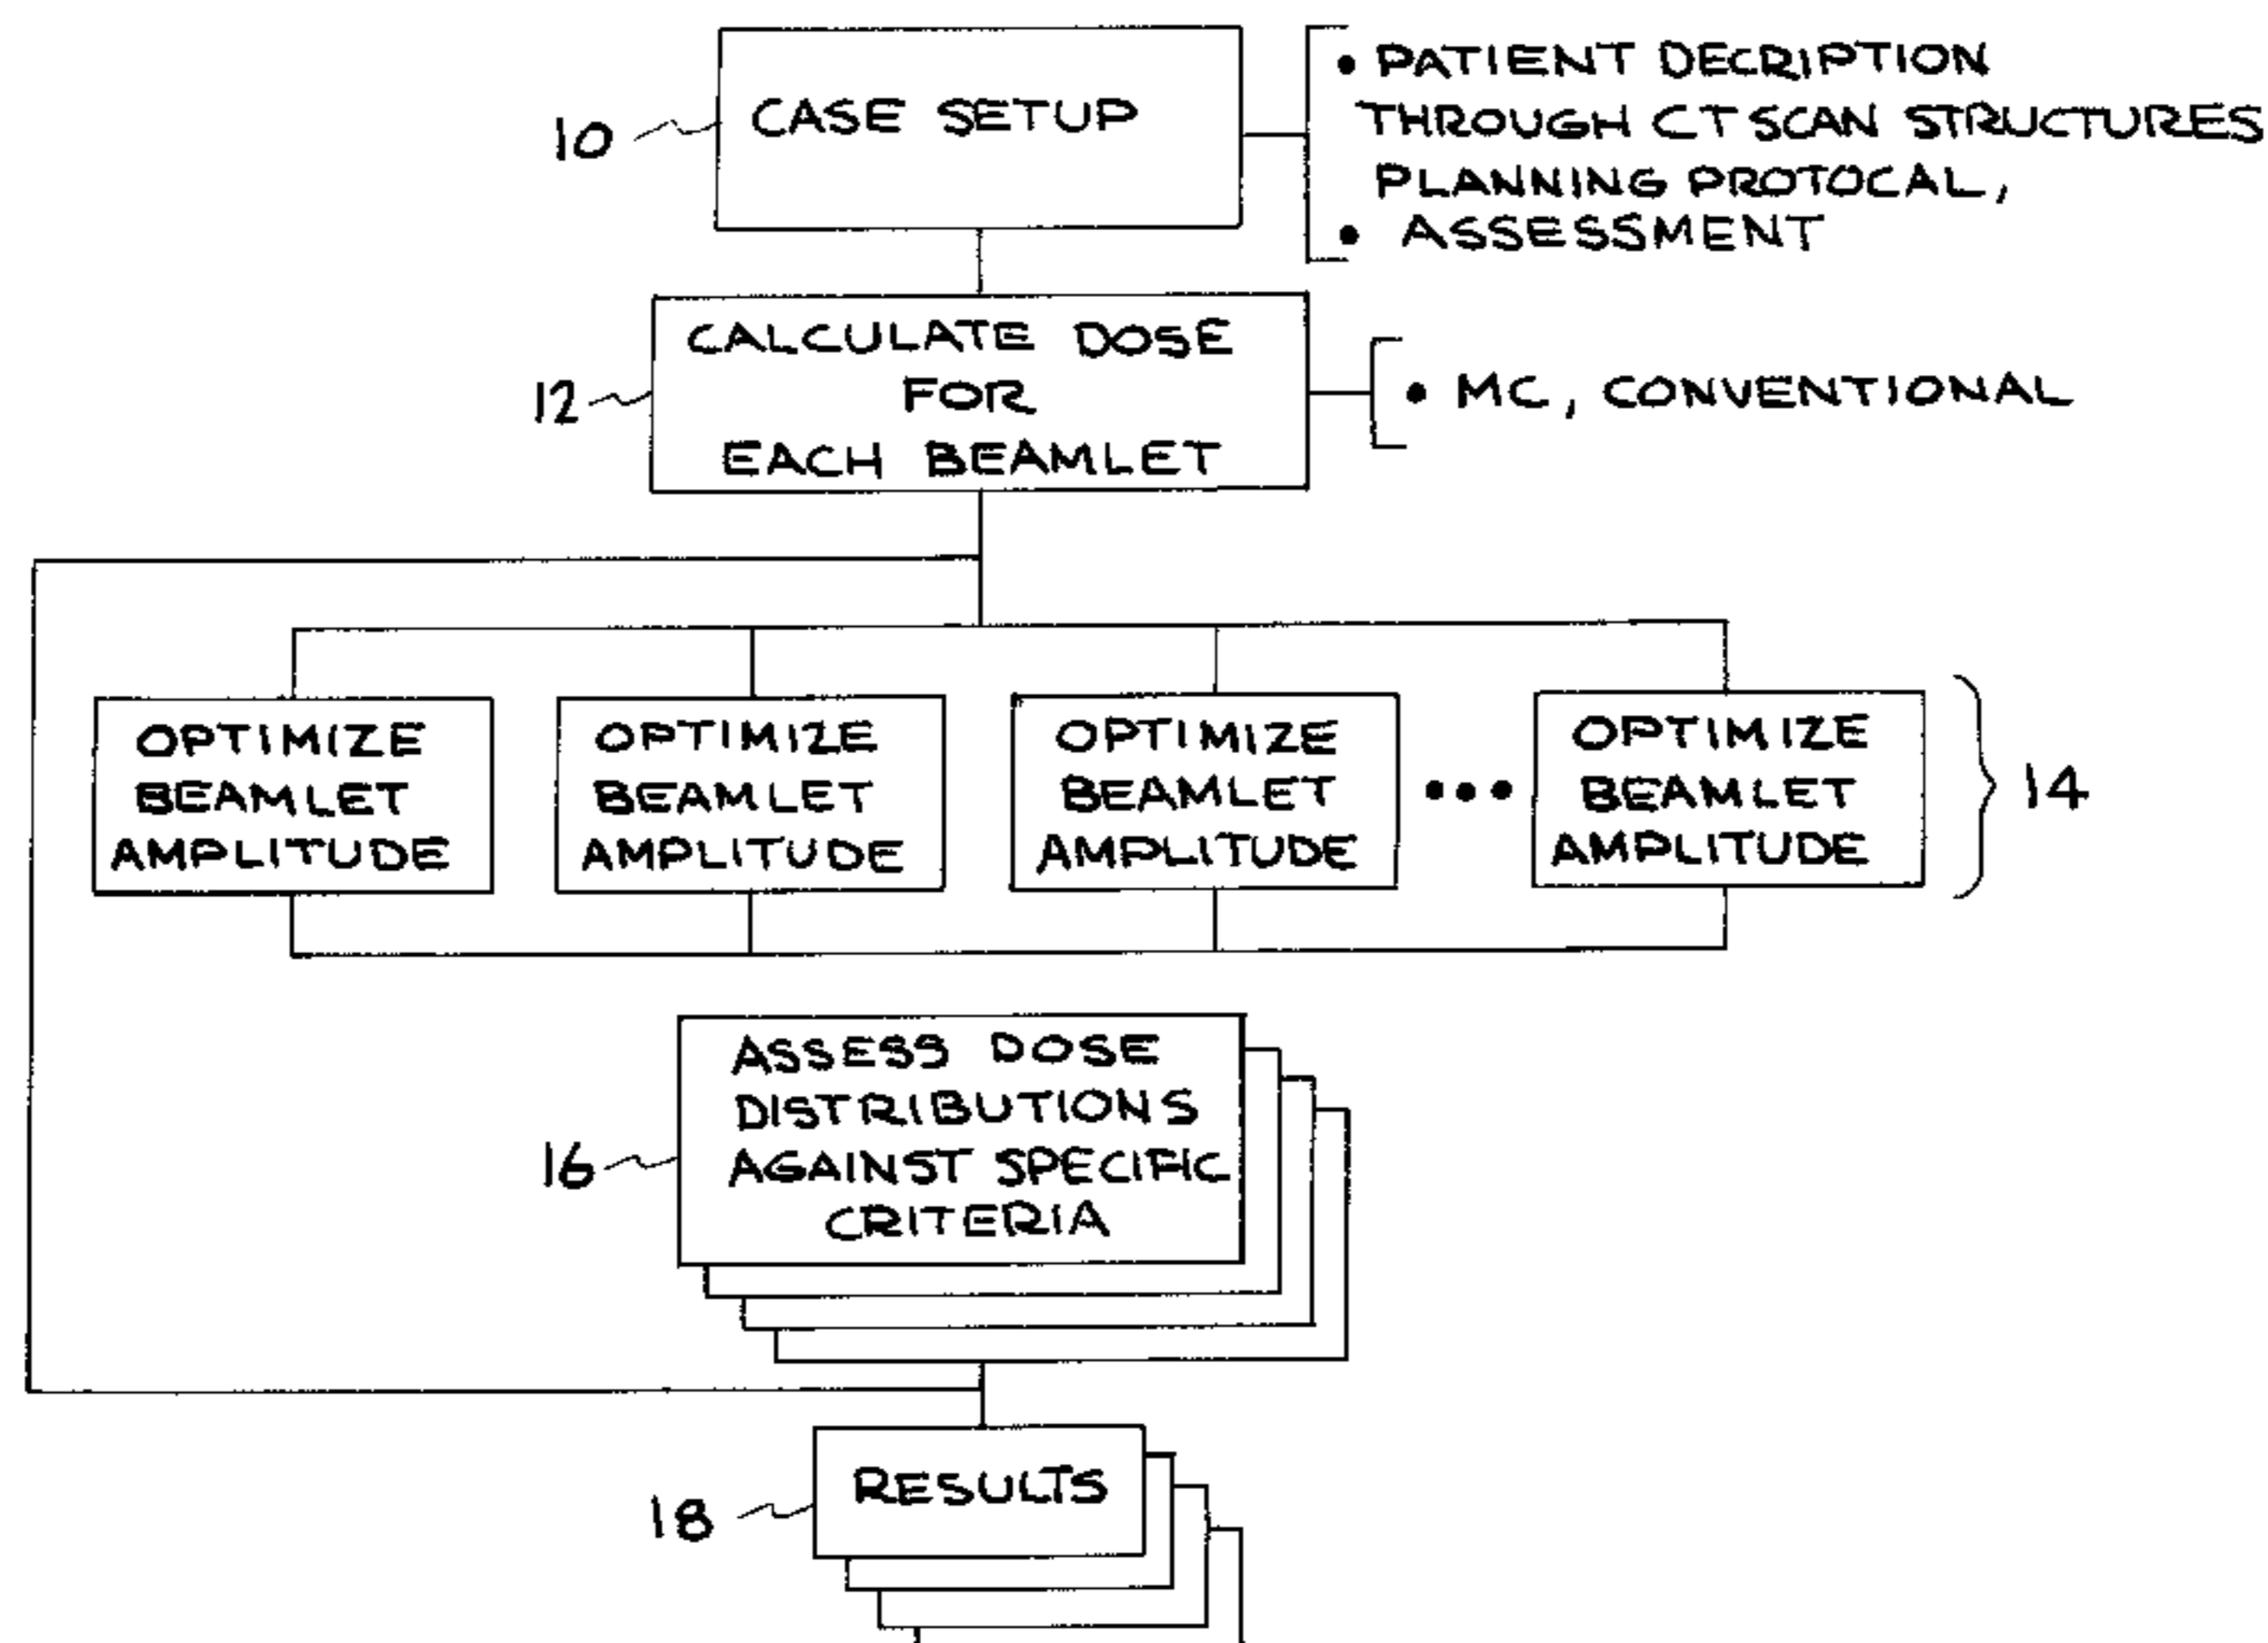 10
CASE SETUP
• PATIENT DECRIPTION
THROUGH CT SCAN STRUCTURES
PLANNING PROTOCAL,
• ASSESSMENT
12
CALCULATE DOSE
FOR
EACH BEAMLET
• MC, CONVENTIONAL
OPTIMIZE
BEAMLET
AMPLITUDE
OPTIMIZE
BEAMLET
AMPLITUDE
OPTIMIZE
BEAMLET
AMPLITUDE
•••
OPTIMIZE
BEAMLET
AMPLITUDE
14
16
ASSESS DOSE
DISTRIBUTIONS
AGAINST SPECIFIC
CRITERIA
18
RESULTS